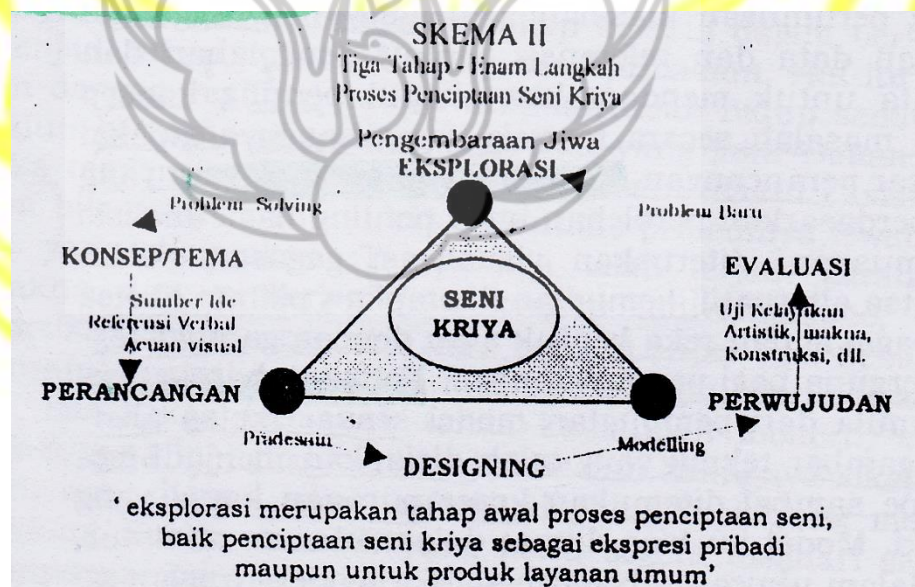 SKEMA II
Tiga Tahap - Enam Langkah
Proses Penciptaan Seni Kriya
Pengembaraan Jiwa
EKSPLORASI
Problem Solving
Problem Baru
KONSEP/TEMA
EVALUASI
Sumber Ide
Referensi Verbal
Acuan visual
SENI
KRIYA
Uji Kelayakan
Artistik, makna,
Konstruksi, dll.
PERANCANGAN
PERWUJUDAN
Pradesain
Modelling
DESIGNING
‘ eksplorasi merupakan tahap awal proses penciptaan seni,
baik penciptaan seni kriya sebagai ekspresi pribadi
maupun untuk produk layanan umum’